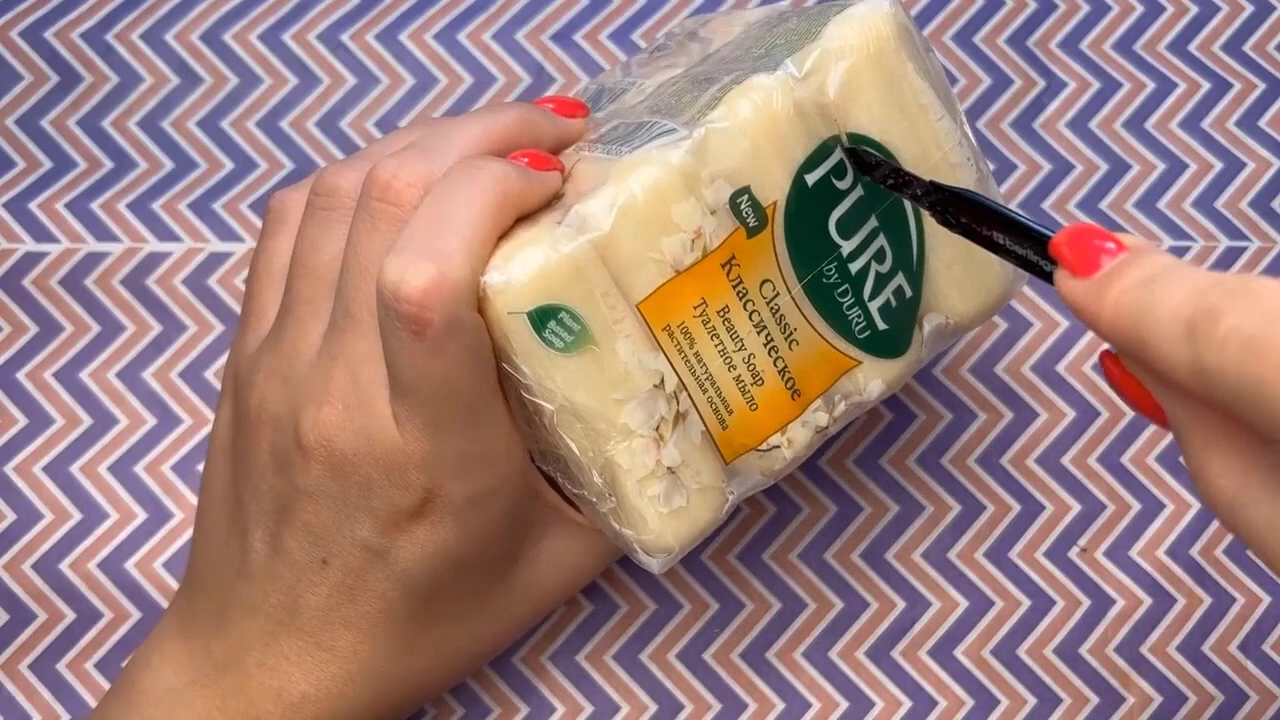 PURE
by DURU
New
Classic
Классическое
Beauty Soap
Туалетное мыло
100% натуральная
растительная основа
Plant
Based
Soap
berlingo